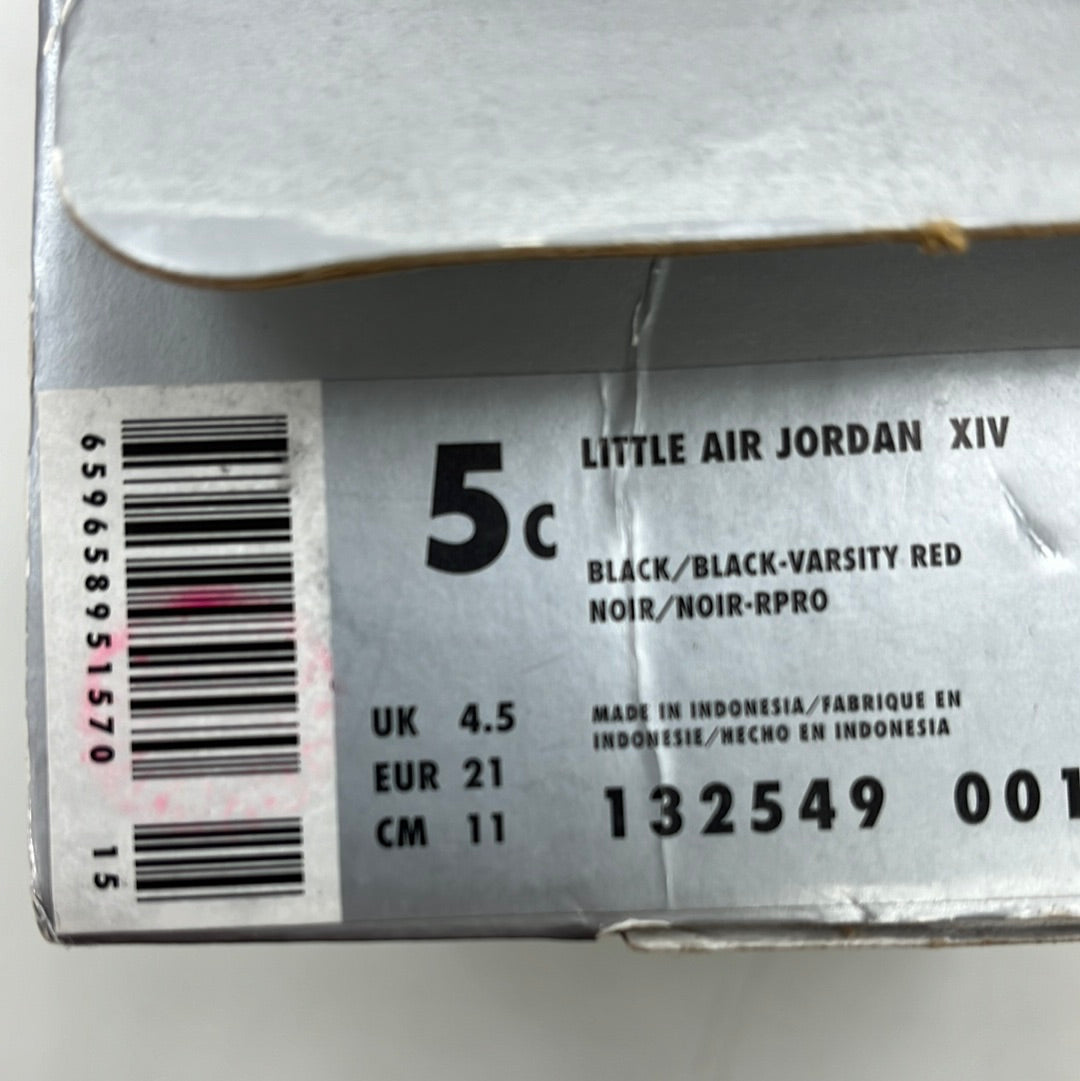 659658951570
15
5c
LITTLE AIR JORDAN XIV
BLACK/BLACK-VARSITY RED
NOIR/NOIR-RPRO
UK 4.5
EUR 21
CM 11
MADE IN INDONESIA/FABRIQUE EN
INDONESIE/HECHO EN INDONESIA
132549 001